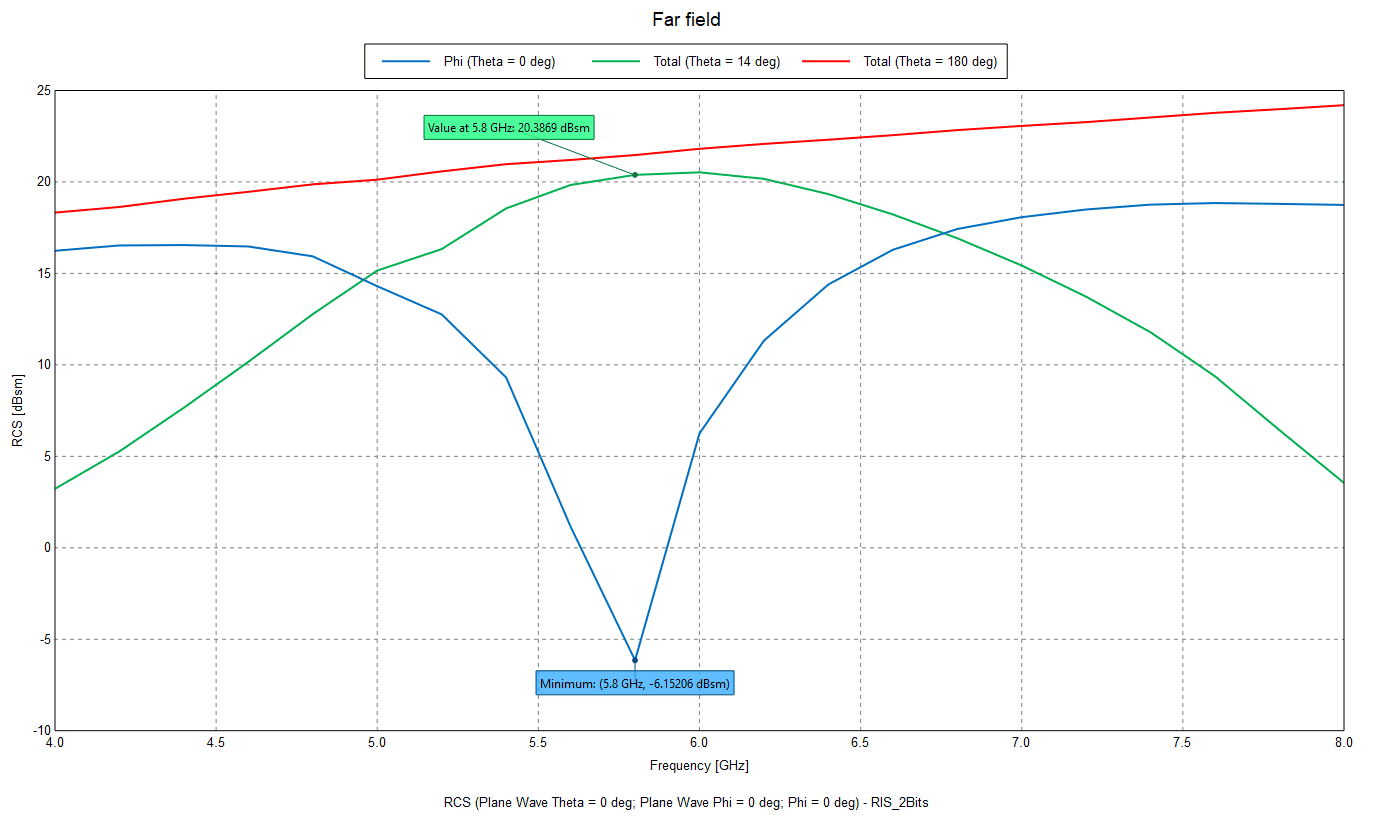 Far field
Phi (Theta = 0 deg) Total (Theta = 14 deg) Total (Theta = 180 deg)
25
20
15
10
5
0
-5
-10
RCS [dBsm]
Value at 5.8 GHz: 20.3869 dBsm
Minimum: (5.8 GHz, -6.15206 dBsm)
4.0 4.5 5.0 5.5 6.0 6.5 7.0 7.5 8.0
Frequency [GHz]
RCS (Plane Wave Theta = 0 deg; Plane Wave Phi = 0 deg; Phi = 0 deg) - RIS_2Bits